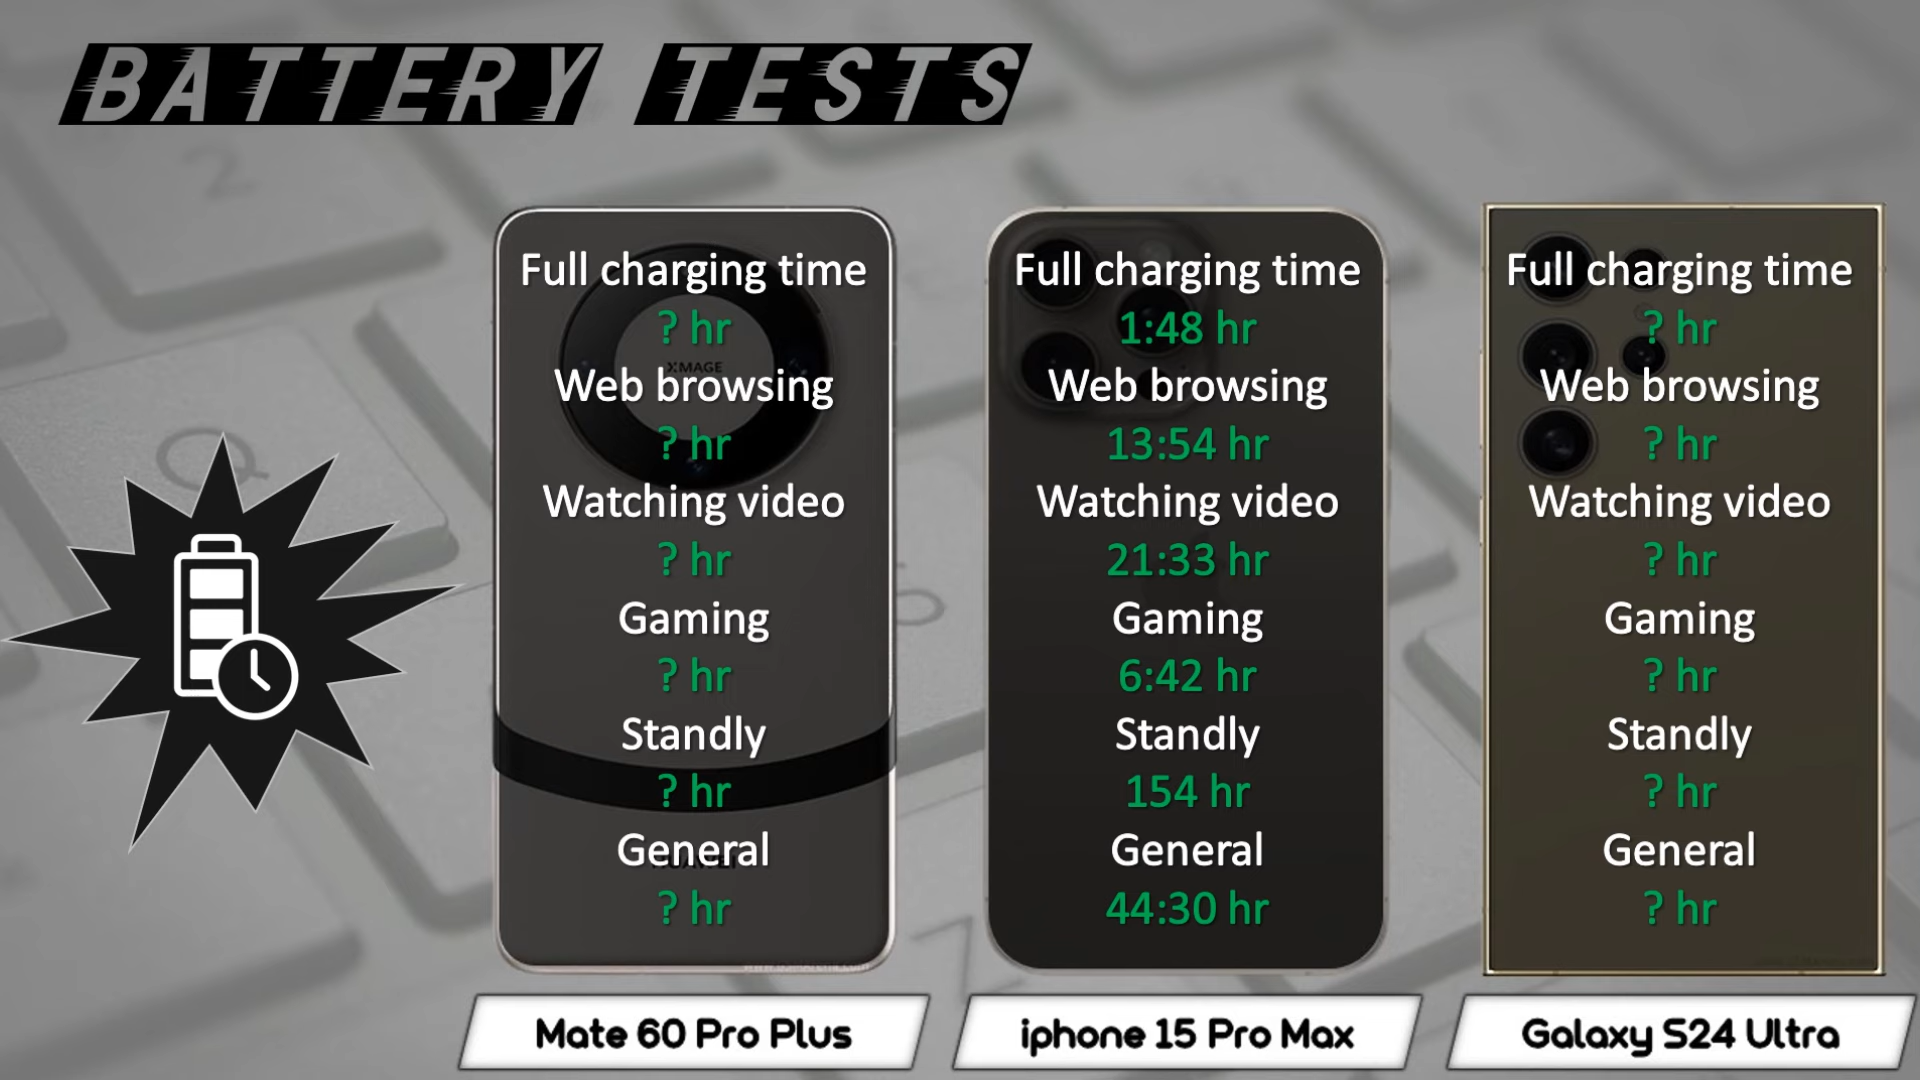 BATTERY TESTS
Full charging time
? hr
XMAGE
Web browsing
? hr
Watching video
? hr
Gaming
? hr
Standly
? hr
General
? hr
Mate 60 Pro Plus
Full charging time
1:48 hr
Web browsing
13:54 hr
Watching video
21:33 hr
Gaming
6:42 hr
Standly
154 hr
General
44:30 hr
iphone 15 Pro Max
Full charging time
? hr
Web browsing
? hr
Watching video
? hr
Gaming
? hr
Standly
? hr
General
? hr
Galaxy S24 Ultra
2
Q